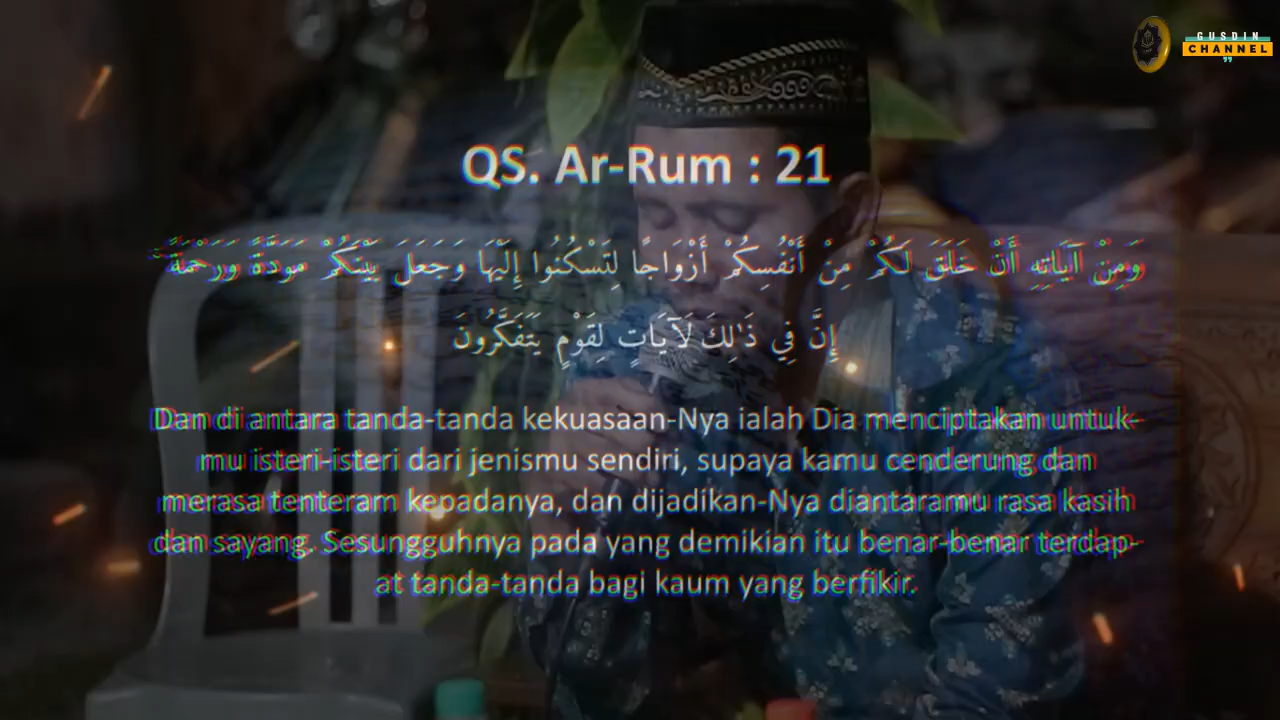 GUSDIN
CHANNEL
QS. Ar-Rum : 21
وَمِنْ آيَاتِهِ أَنْ خَلَقَ لَكُمْ مِنْ أَنْفُسِكُمْ أَزْوَاجًا لِتَسْكُنُوا إِلَيْهَا وَجَعَلَ بَيْنَكُمْ مَوَدَّةً وَرَحْمَةً ۚ
إِنَّ فِي ذَٰلِكَ لَآيَاتٍ لِقَوْمٍ يَتَفَكَّرُونَ
Dan di antara tanda-tanda kekuasaan-Nya ialah Dia menciptakan untuk-
mu isteri-isteri dari jenismu sendiri, supaya kamu cenderung dan
merasa tenteram kepadanya, dan dijadikan-Nya diantaramu rasa kasih
dan sayang. Sesungguhnya pada yang demikian itu benar-benar terdap-
at tanda-tanda bagi kaum yang berfikir.